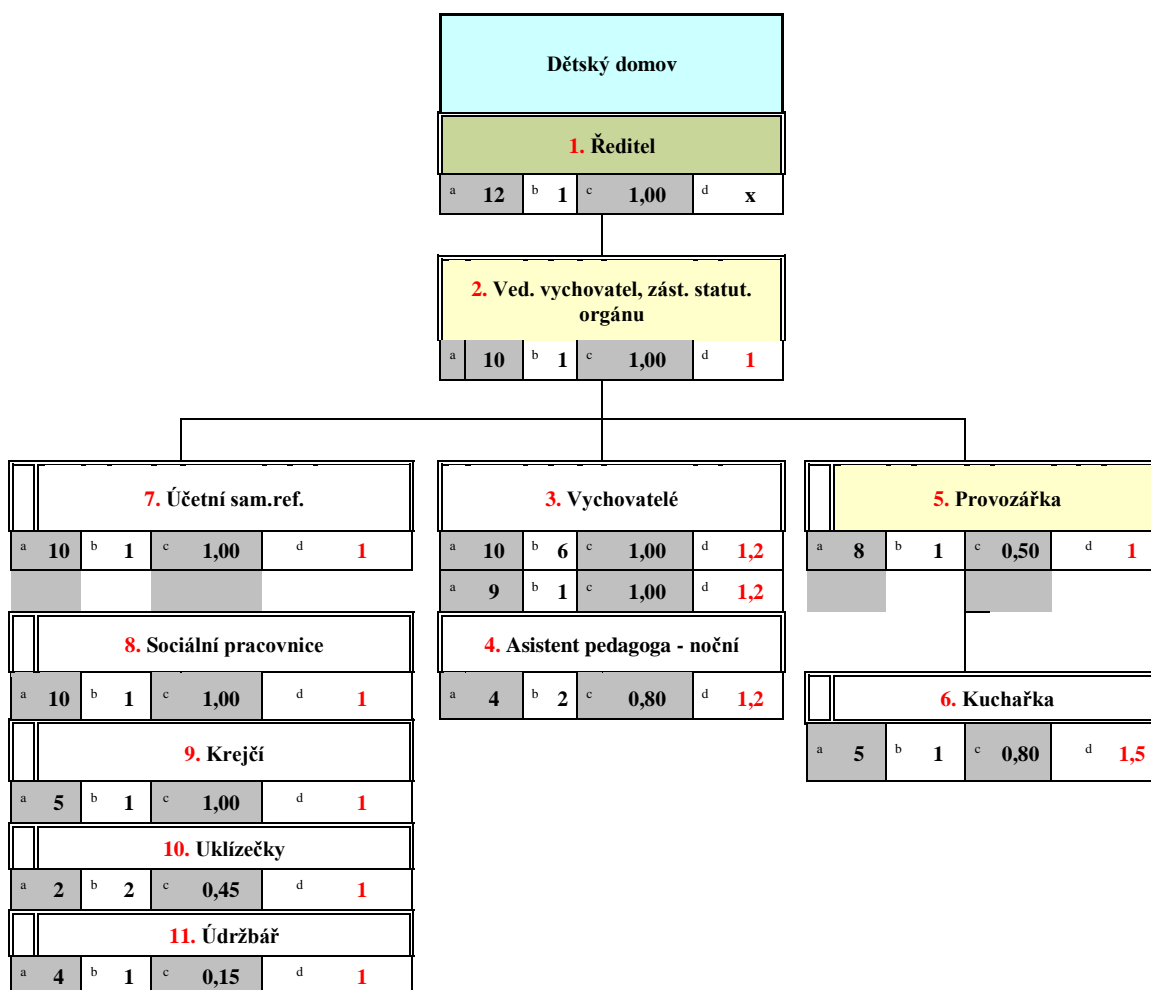 Dětský domov
1. Ředitel
a 12 b 1 c 1,00 d x
2. Ved. vychovatel, zást. statut.
orgánu
a 10 b 1 c 1,00 d 1
7. Účetní sam.ref.
a 10 b 1 c 1,00 d 1
8. Sociální pracovnice
a 10 b 1 c 1,00 d 1
9. Krejčí
a 5 b 1 c 1,00 d 1
10. Uklízečky
a 2 b 2 c 0,45 d 1
11. Údržbář
a 4 b 1 c 0,15 d 1
3. Vychovatelé
a 10 b 6 c 1,00 d 1,2
a 9 b 1 c 1,00 d 1,2
4. Asistent pedagoga - noční
a 4 b 2 c 0,80 d 1,2
5. Provozářka
a 8 b 1 c 0,50 d 1
6. Kuchařka
a 5 b 1 c 0,80 d 1,5